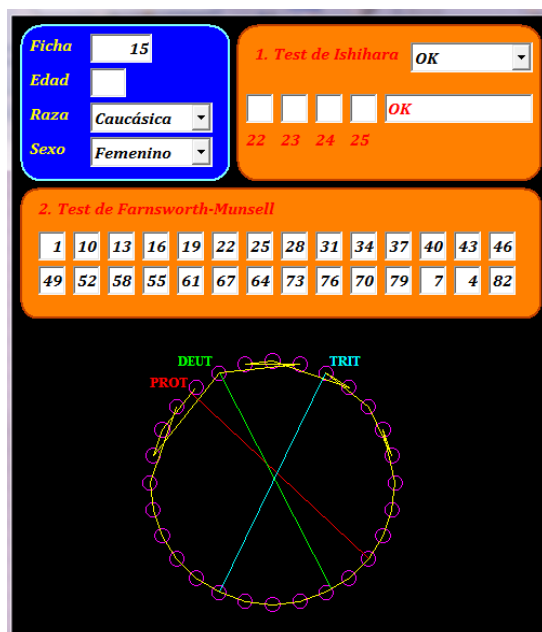 Ficha 15
Edad
Raza Caucásica
Sexo Femenino
1. Test de Ishihara OK
OK
22 23 24 25
2. Test de Farnsworth-Munsell
1 10 13 16 19 22 25 28 31 34 37 40 43 46
49 52 58 55 61 67 64 73 76 70 79 7 4 82
DEUT TRIT
PROT